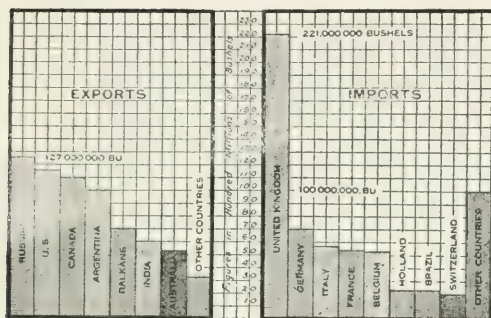 EXPORTS
127 000 000 BU
RUS.
U.S
CANADA
ARGENTINA
BALKANS
INDIA
AUSTRALIA
OTHER COUNTRIES
Figures in Hundred Millions of Bushels
IMPORTS
221.000 000 BUSHELS
100 000 000.BU
UNITED KINGDOM
GERMANY
ITALY
FRANCE
BELGIUM
HOLLAND
BRAZIL
SWITZERLAND
OTHER COUNTRIES